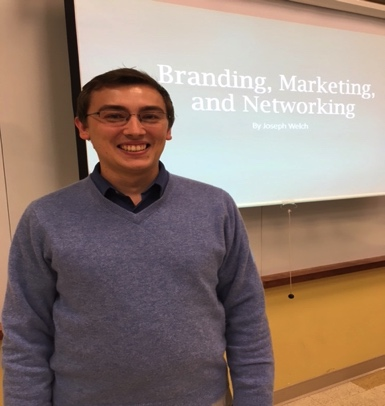 Branding, Marketing,
and Networking
By Joseph Welch